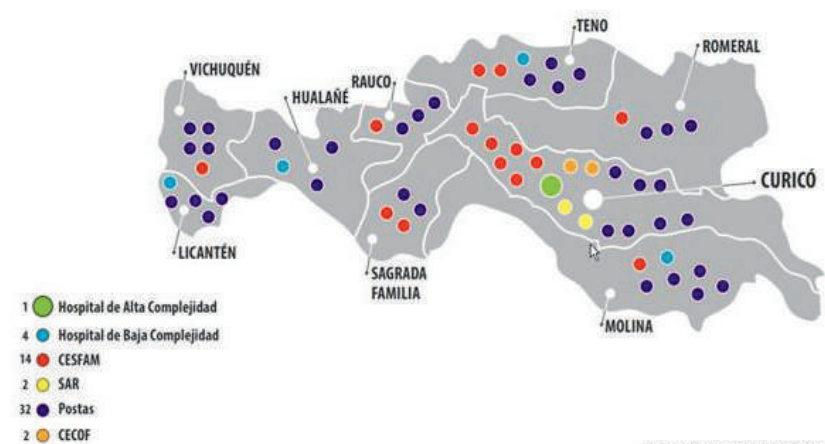 TENO
ROMERAL
VICHUQUÉN
RAUCO
HUALAÑÉ
CURICÓ
LICANTÉN
SAGRADA
FAMILIA
MOLINA
1 Hospital de Alta Complejidad
4 Hospital de Baja Complejidad
14 CESFAM
2 SAR
32 Postas
2 CECOF